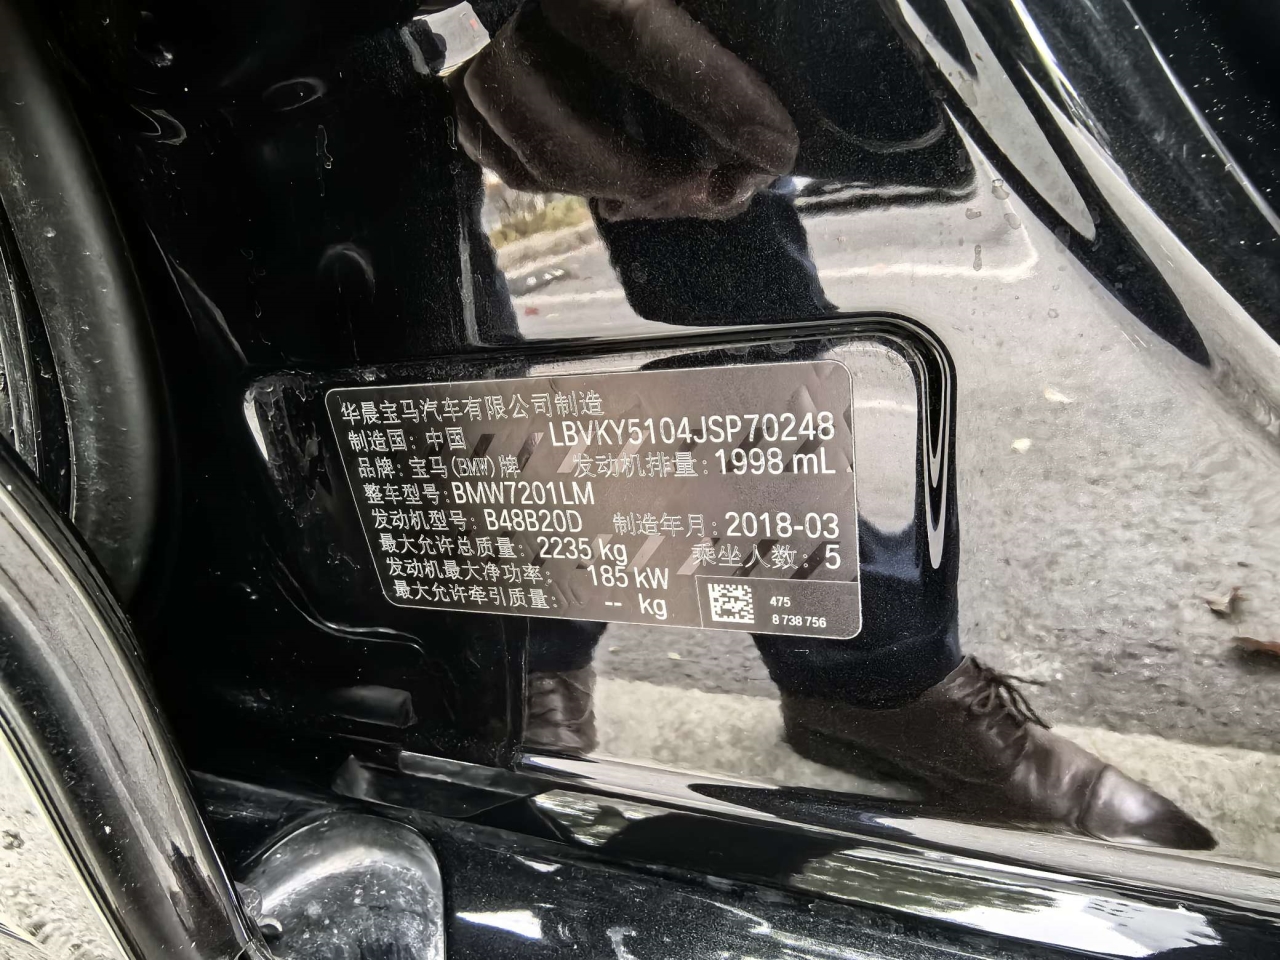 华晨宝马汽车有限公司制造
制造国：中国 LBVKY5104JSP70248
品牌：宝马(BMW)牌 发动机排量：1998 mL
整车型号：BMW7201LM
发动机型号：B48B20D 制造年月：2018-03
最大允许总质量：2235 kg 乘坐人数：5
发动机最大净功率：185 kW
最大允许牵引质量：-- kg
475
8 738 756